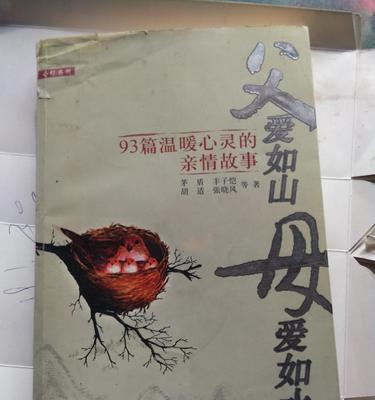 父爱如山
母爱如水
93篇温暖心灵的
亲情故事
茅盾 丰子恺
胡适 张晓风 等著